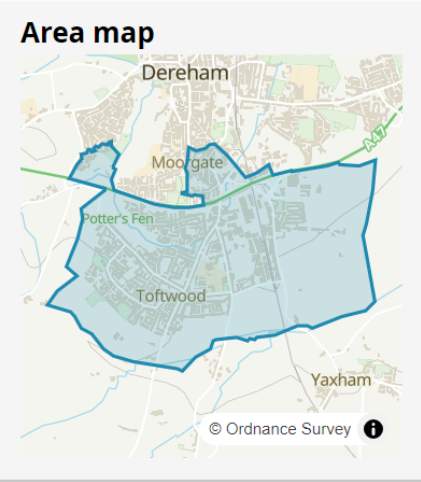 Area map
Dereham
A47
Moorgate
Potter's Fen
Toftwood
Yaxham
© Ordnance Survey